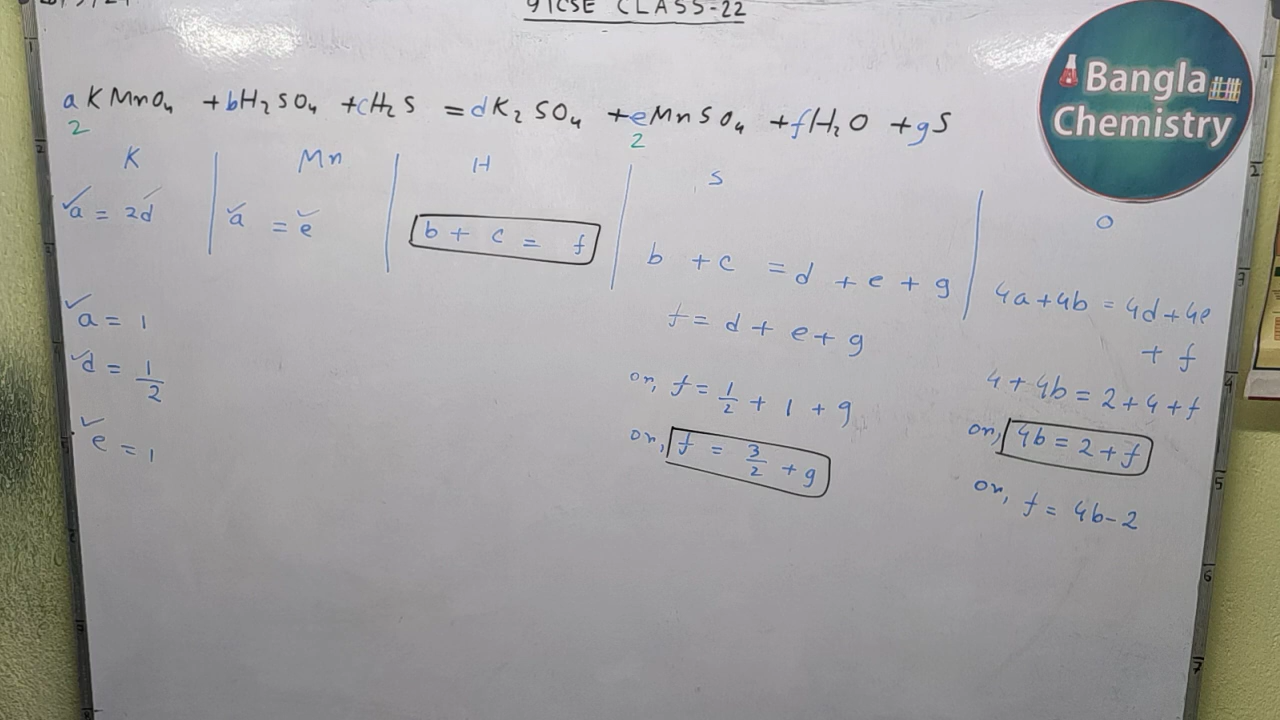 9 ICSE CLASS-22
a KMnO₄ + bH₂SO₄ + cH₂S = dK₂SO₄ + eMnSO₄ + fH₂O + gS
2 2
K Mn H S O
a = 2d
a = e
b + c = f
b + c = d + e + g
4a + 4b = 4d + 4e
+ f
a = 1
d = 1/2
e = 1
f = d + e + g
or, f = 1/2 + 1 + g
or, f = 3/2 + g
4 + 4b = 2 + 4 + f
or, 4b = 2 + f
or, f = 4b - 2
Bangla
Chemistry